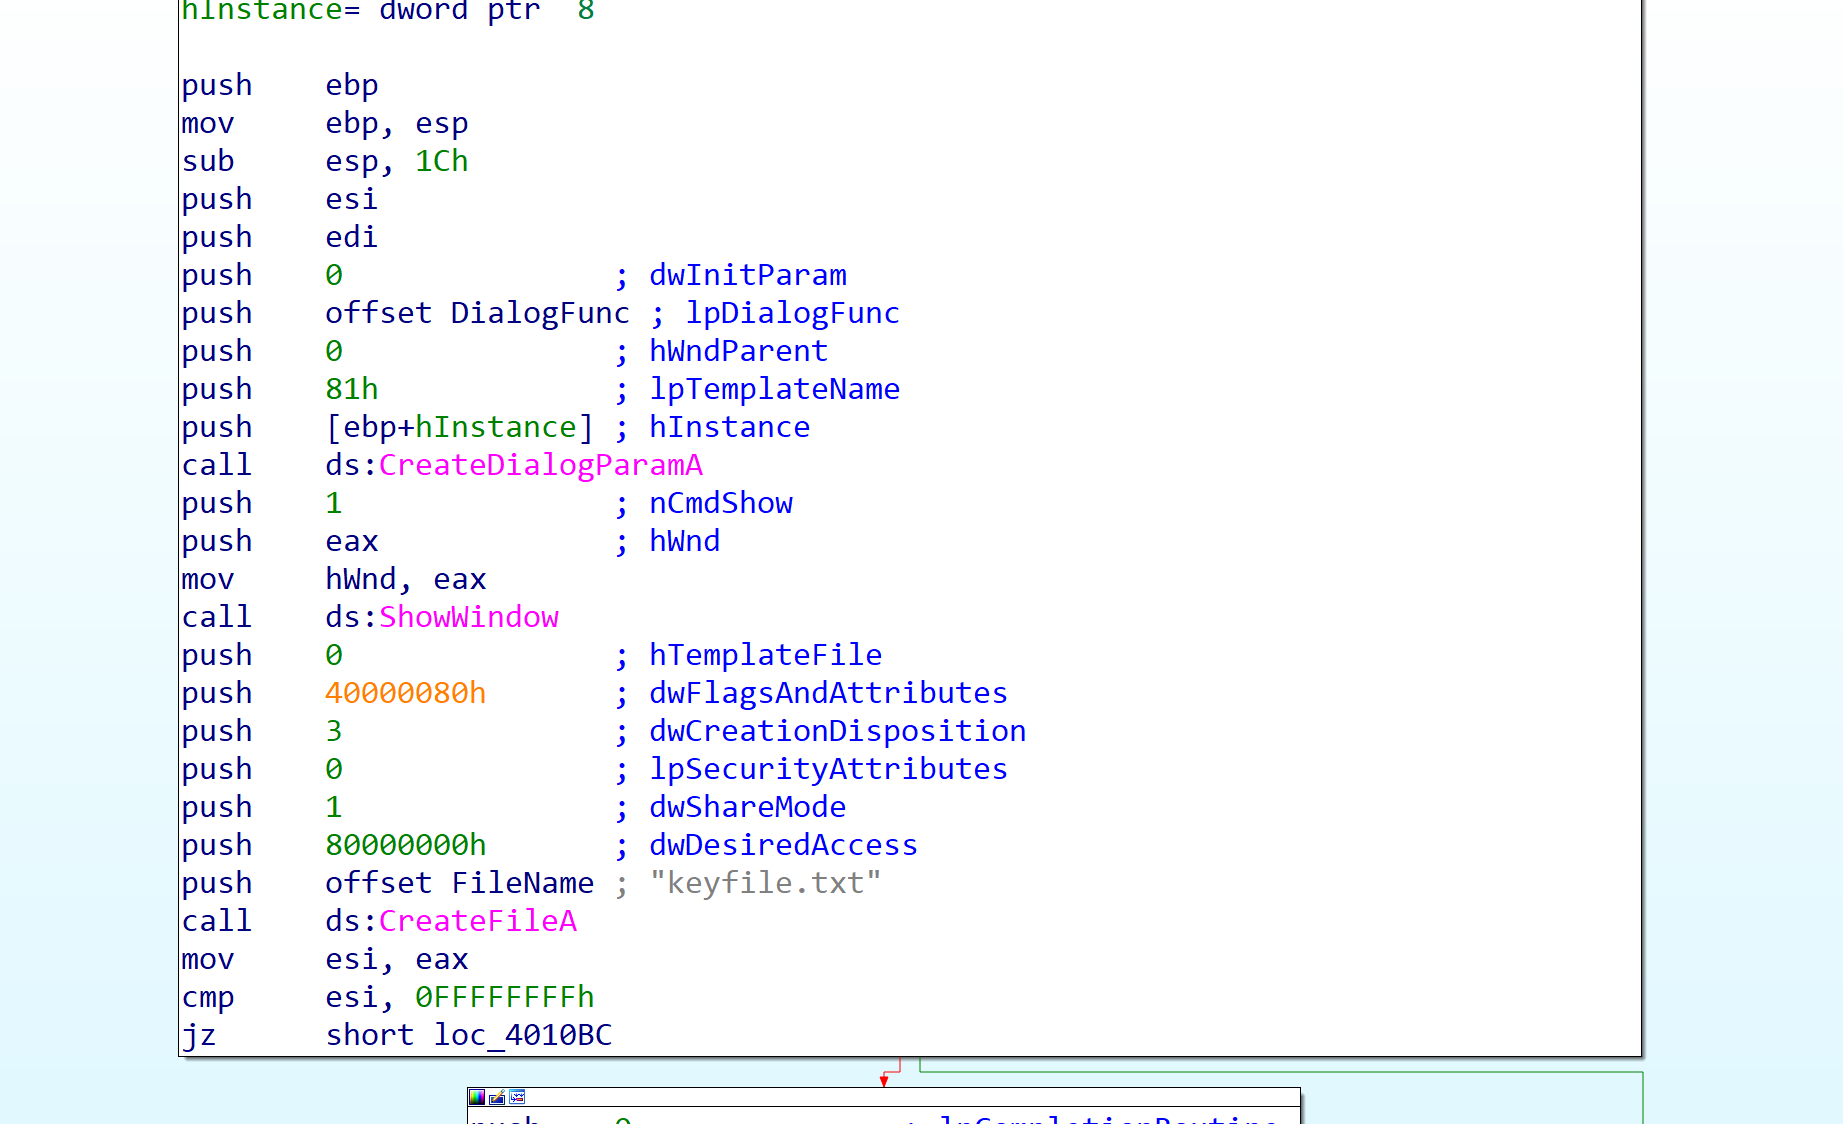 hInstance= dword ptr  8
push    ebp
mov     ebp, esp
sub     esp, 1Ch
push    esi
push    edi
push    0               ; dwInitParam
push    offset DialogFunc ; lpDialogFunc
push    0               ; hWndParent
push    81h             ; lpTemplateName
push    [ebp+hInstance] ; hInstance
call    ds:CreateDialogParamA
push    1               ; nCmdShow
push    eax             ; hWnd
mov     hWnd, eax
call    ds:ShowWindow
push    0               ; hTemplateFile
push    40000080h       ; dwFlagsAndAttributes
push    3               ; dwCreationDisposition
push    0               ; lpSecurityAttributes
push    1               ; dwShareMode
push    80000000h       ; dwDesiredAccess
push    offset FileName ; "keyfile.txt"
call    ds:CreateFileA
mov     esi, eax
cmp     esi, 0FFFFFFFFh
jz      short loc_4010BC
push    0               ; lpCompletionRoutine